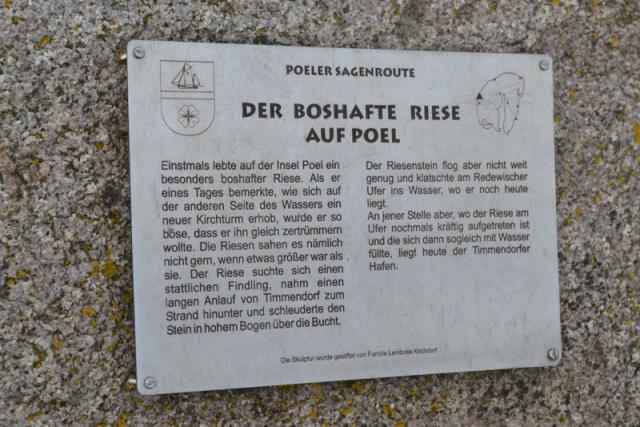 POELER SAGENROUTE
DER BOSHAFTE RIESE
AUF POEL
Einstmals lebte auf der Insel Poel ein
besonders boshafter Riese. Als er
eines Tages bemerkte, wie sich auf
der anderen Seite des Wassers ein
neuer Kirchturm erhob, wurde er so
böse, dass er ihn gleich zertrümmern
wollte. Die Riesen sahen es nämlich
nicht gern, wenn etwas größer war als
sie. Der Riese suchte sich einen
stattlichen Findling, nahm einen
langen Anlauf von Timmendorf zum
Strand hinunter und schleuderte den
Stein in hohem Bogen über die Bucht.
Der Riesenstein flog aber nicht weit
genug und klatschte am Redewischer
Ufer ins Wasser, wo er noch heute
liegt.
An jener Stelle aber, wo der Riese am
Ufer nochmals kräftig aufgetreten ist
und die sich dann sogleich mit Wasser
füllte, liegt heute der Timmendorfer
Hafen.
Die Skulptur wurde gestiftet von Familie Lembcke Kirchdorf